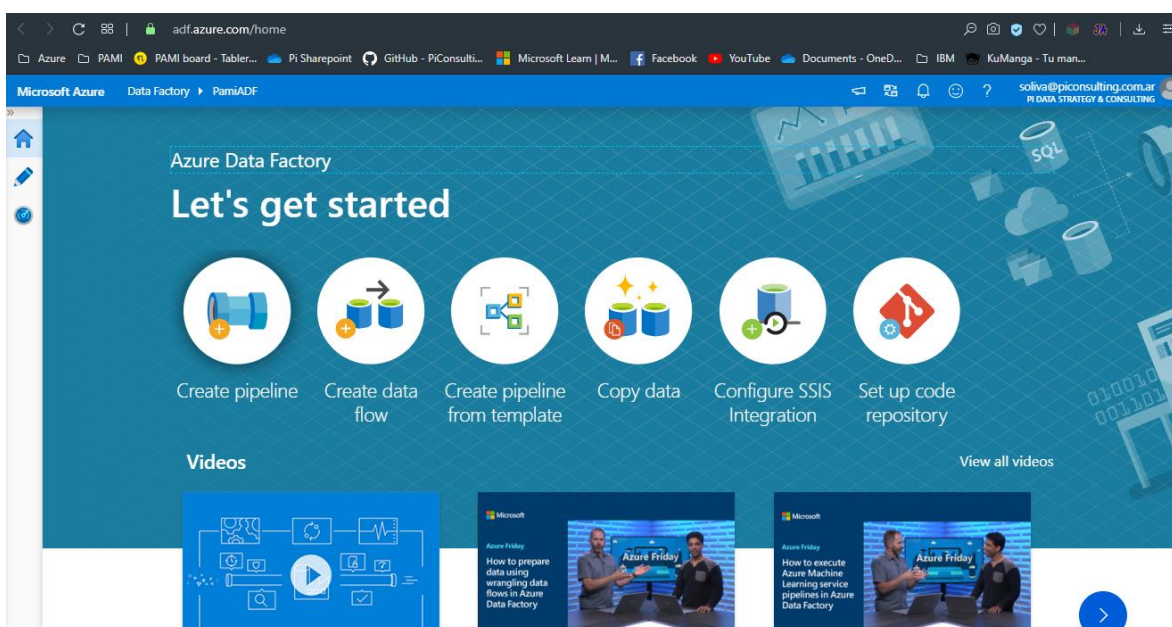 adf.azure.com/home
Azure PAMI PAMI board - Tabler... Pi Sharepoint GitHub - PiConsulti... Microsoft Learn | M... Facebook YouTube Documents - OneD... IBM KuManga - Tu man...
Microsoft Azure Data Factory PamiADF soliva@piconsulting.com.ar
PI DATA STRATEGY & CONSULTING
SQL
Azure Data Factory
Let's get started
Create pipeline Create data Create pipeline Copy data Configure SSIS Set up code
flow from template Integration repository
010010
001101
Videos View all videos
Microsoft
Azure Friday
How to prepare
data using
wrangling data
flows in Azure
Data Factory
Azure Friday
Microsoft
Azure Friday
How to execute
Azure Machine
Learning service
pipelines in Azure
Data Factory
Azure Friday